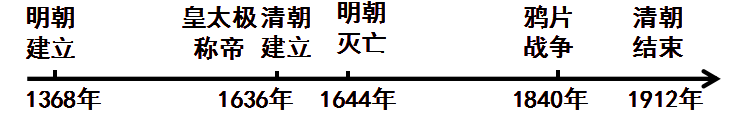 明朝
建立
皇太极
称帝
清朝
建立
明朝
灭亡
鸦片
战争
清朝
结束
1368年
1636年
1644年
1840年
1912年